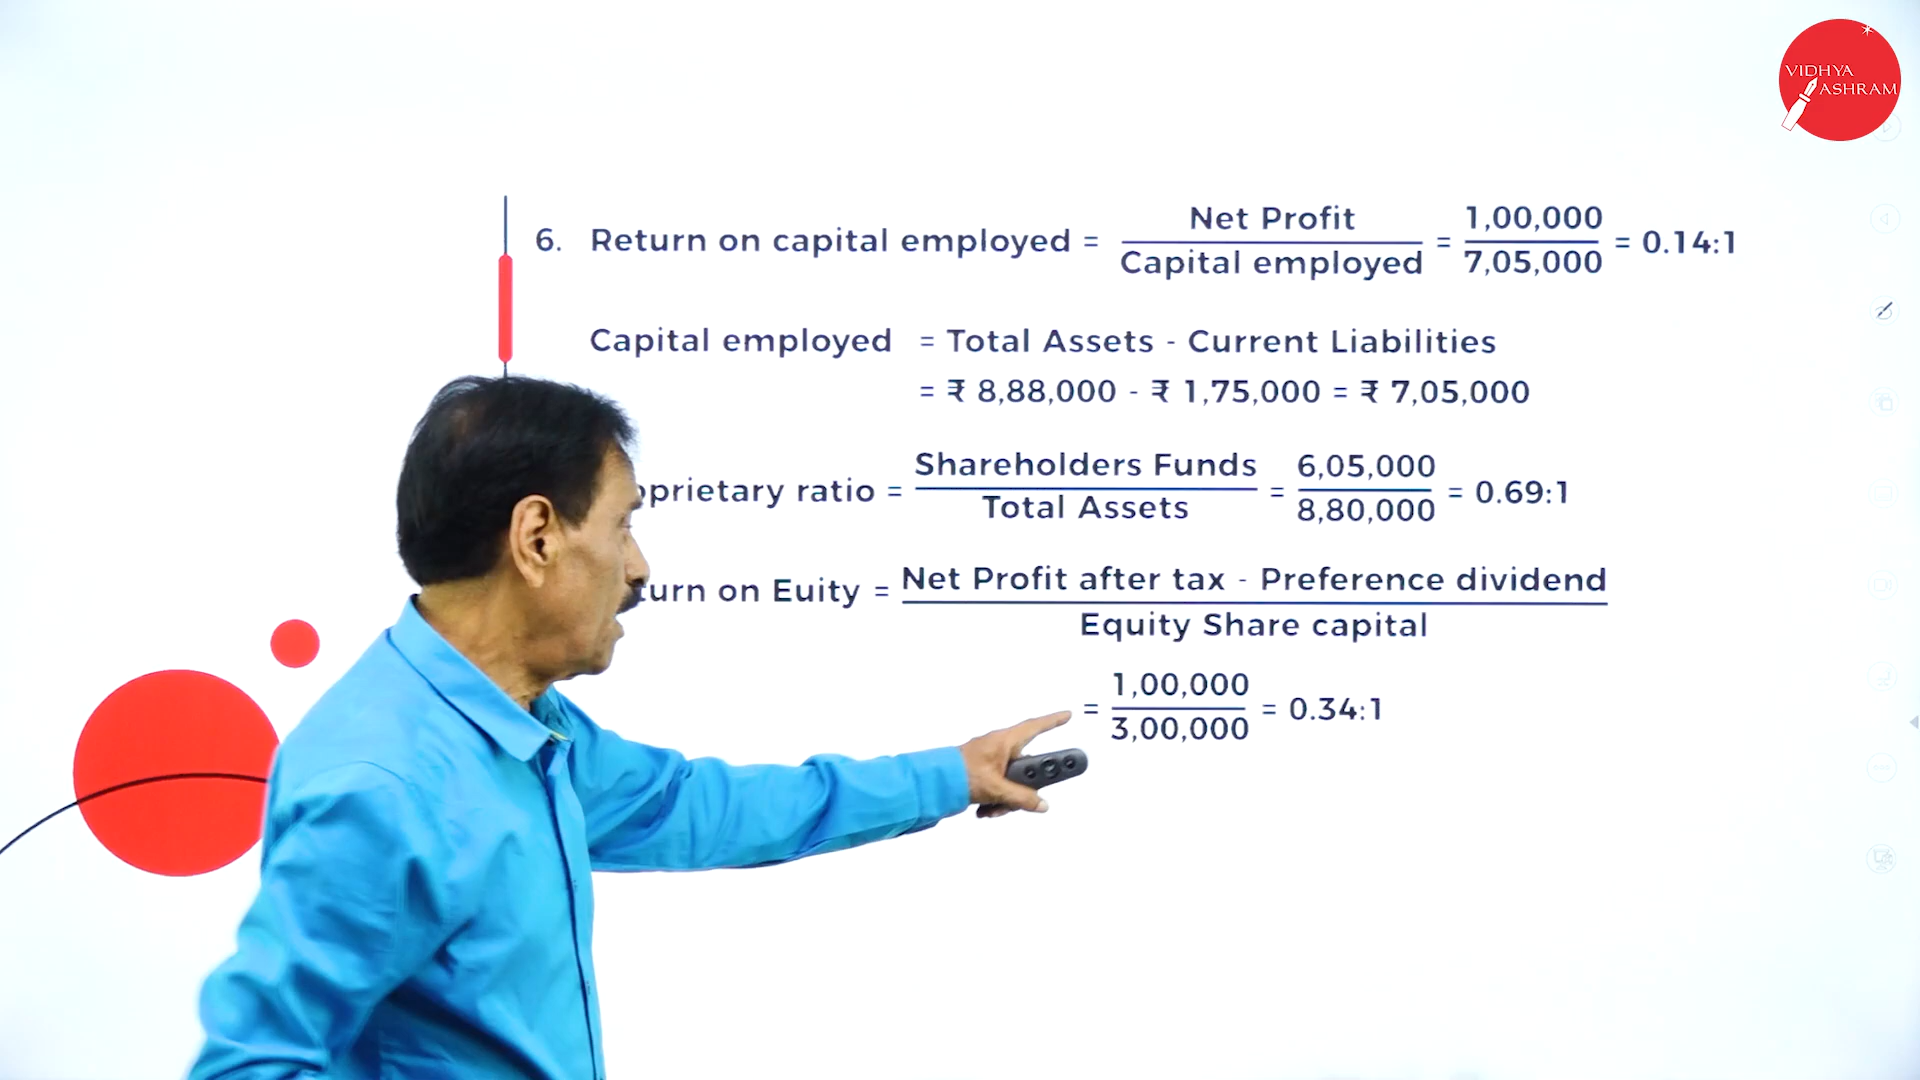 VIDHYA
ASHRAM
6. Return on capital employed = Net Profit / Capital employed = 1,00,000 / 7,05,000 = 0.14:1
Capital employed = Total Assets - Current Liabilities
= ₹ 8,88,000 - ₹ 1,75,000 = ₹ 7,05,000
oprietary ratio = Shareholders Funds / Total Assets = 6,05,000 / 8,80,000 = 0.69:1
turn on Euity = Net Profit after tax - Preference dividend / Equity Share capital
= 1,00,000 / 3,00,000 = 0.34:1